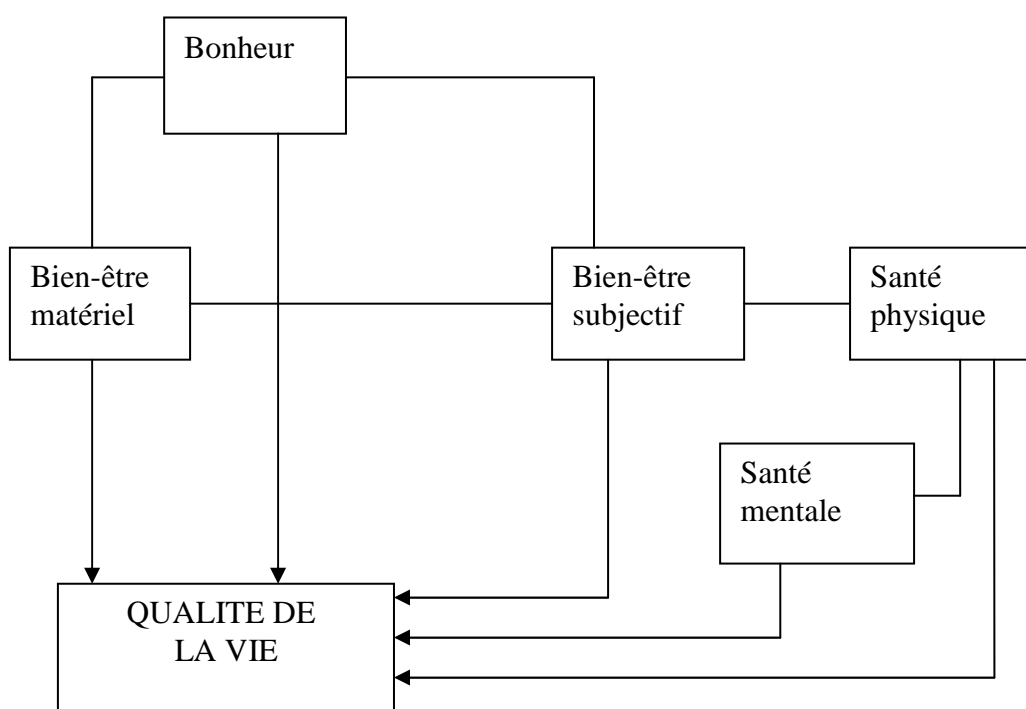 Bonheur
Bien-être
matériel
Bien-être
subjectif
Santé
physique
Santé
mentale
QUALITE DE
LA VIE